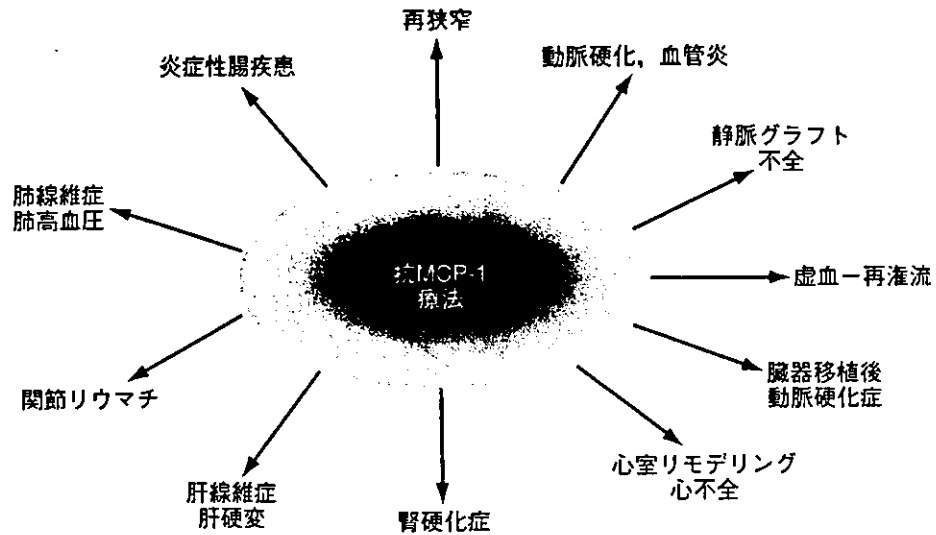 再狭窄
炎症性腸疾患
動脈硬化，血管炎
静脈グラフト
不全
肺線維症
肺高血圧
抗MCP-1
療法
虚血ー再灌流
関節リウマチ
臓器移植後
動脈硬化症
心室リモデリング
心不全
肝線維症
肝硬変
腎硬化症